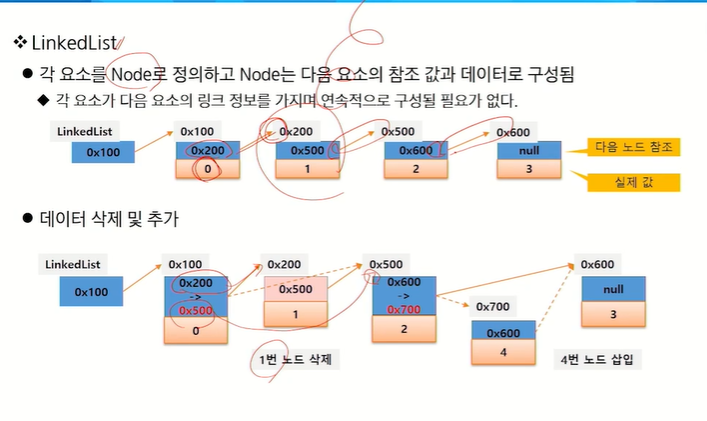 ❖ LinkedList
● 각 요소를 Node로 정의하고 Node는 다음 요소의 참조 값과 데이터로 구성됨
◆ 각 요소가 다음 요소의 링크 정보를 가지며 연속적으로 구성될 필요가 없다.
LinkedList 0x100 0x200 0x500 0x600
0x100 0x200 0x500 0x600 null 다음 노드 참조
0 1 2 3 실제 값
● 데이터 삭제 및 추가
LinkedList 0x100 0x200 0x500 0x600
0x100 0x200 -> 0x500 0x500 0x600 -> 0x700 0x700 null
0 1 2 0x600 3
4
1번 노드 삭제 4번 노드 삽입